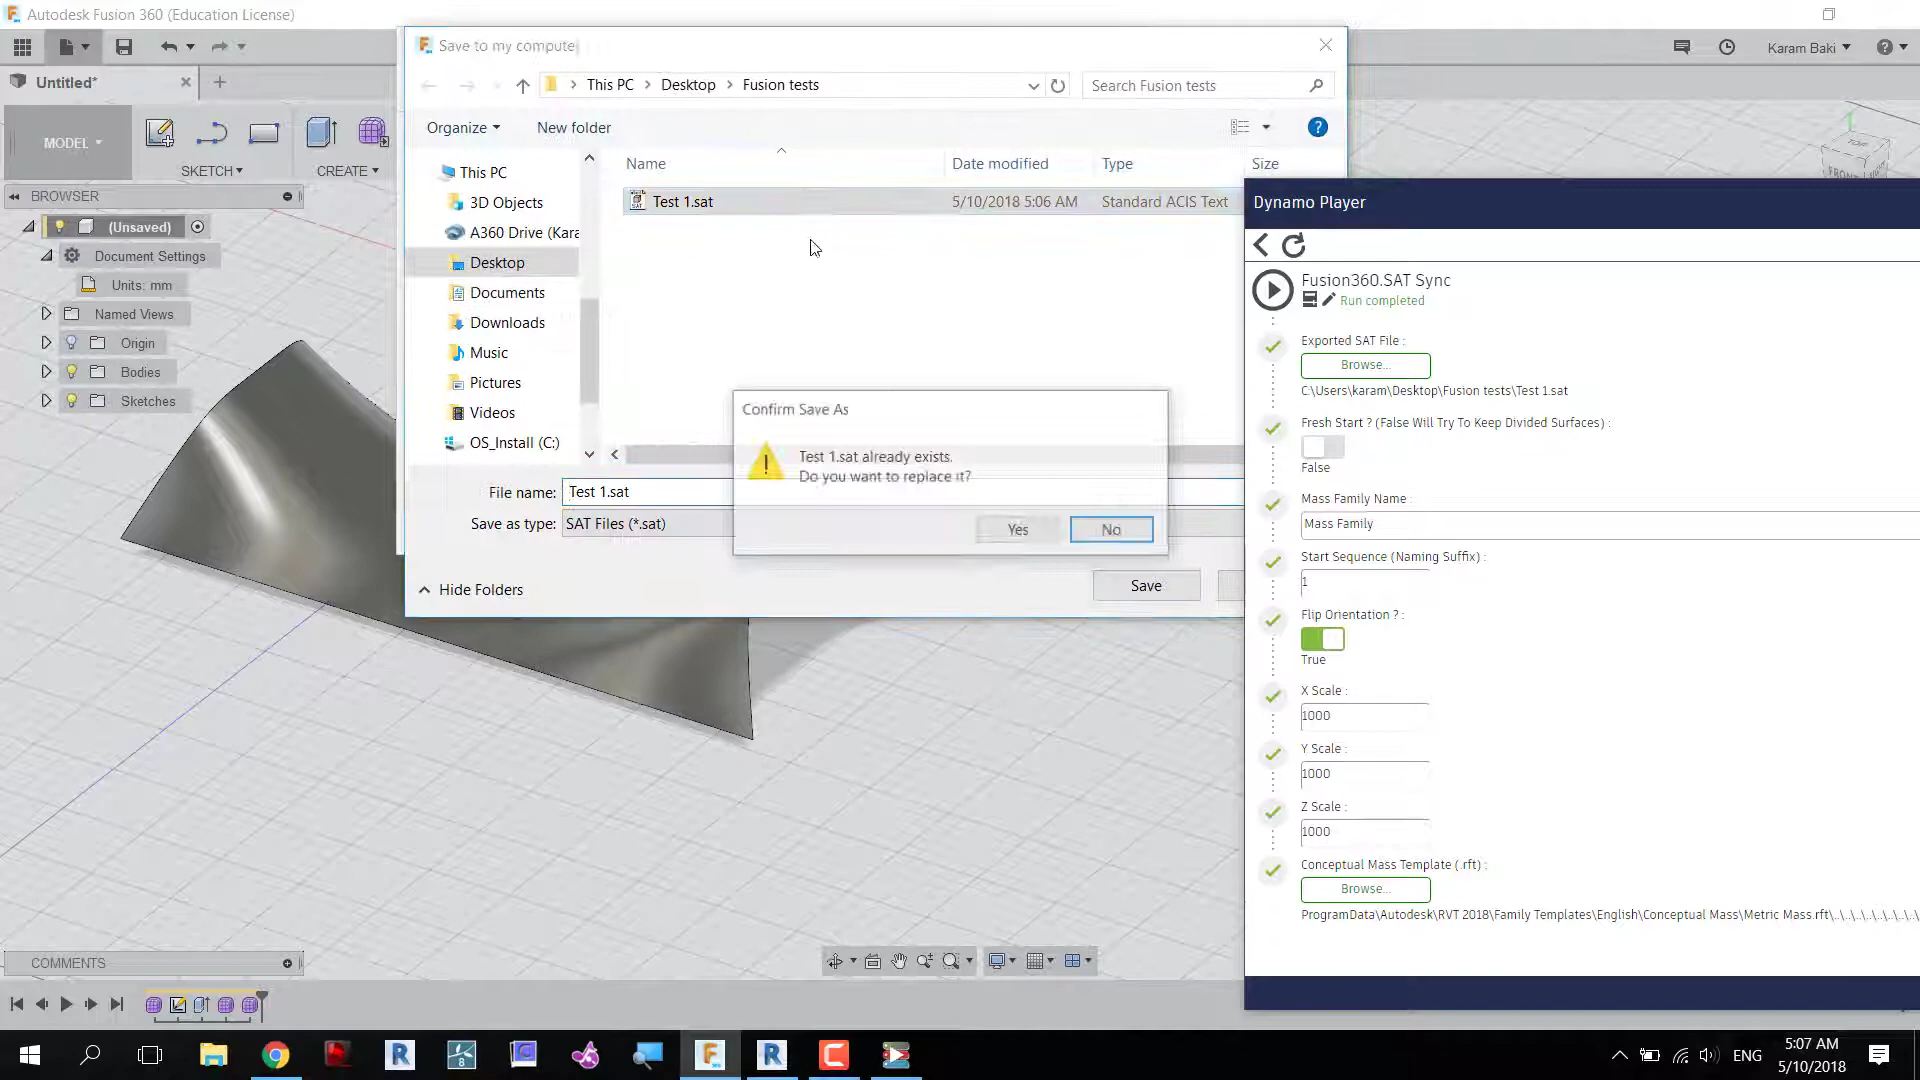 Autodesk Fusion 360 (Education License)
Karam Baki
Untitled*
MODEL
SKETCH
CREATE
BROWSER
(Unsaved)
Document Settings
Units: mm
Named Views
Origin
Bodies
Sketches
Save to my computer
This PC > Desktop > Fusion tests
Search Fusion tests
Organize
New folder
Name
Date modified
Type
Size
This PC
3D Objects
A360 Drive (Kara
Desktop
Documents
Downloads
Music
Pictures
Videos
OS_Install (C:)
Test 1.sat
5/10/2018 5:06 AM
Standard ACIS Text
File name: Test 1.sat
Save as type: SAT Files (*.sat)
Hide Folders
Save
Confirm Save As
Test 1.sat already exists.
Do you want to replace it?
Yes
No
TOP
FRONT
Dynamo Player
Fusion360.SAT Sync
Run completed
Exported SAT File :
Browse...
C:\Users\karam\Desktop\Fusion tests\Test 1.sat
Fresh Start ? (False Will Try To Keep Divided Surfaces) :
False
Mass Family Name :
Mass Family
Start Sequence (Naming Suffix) :
1
Flip Orientation ? :
True
X Scale :
1000
Y Scale :
1000
Z Scale :
1000
Conceptual Mass Template (.rft) :
Browse...
ProgramData\Autodesk\RVT 2018\Family Templates\English\Conceptual Mass\Metric Mass.rft\..\..\..\..\..\..\..
COMMENTS
ENG
5:07 AM
5/10/2018